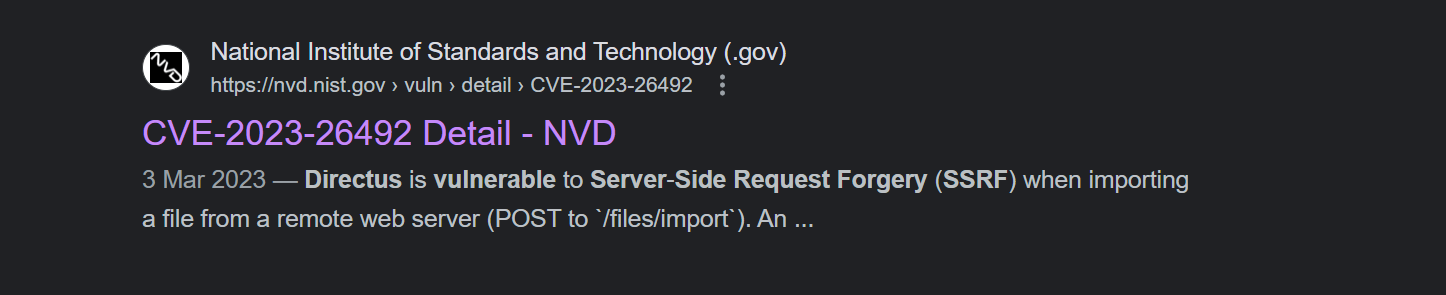 NVD
National Institute of Standards and Technology (.gov)
https://nvd.nist.gov › vuln › detail › CVE-2023-26492
CVE-2023-26492 Detail - NVD
3 Mar 2023 — Directus is vulnerable to Server-Side Request Forgery (SSRF) when importing
a file from a remote web server (POST to `/files/import`). An ...